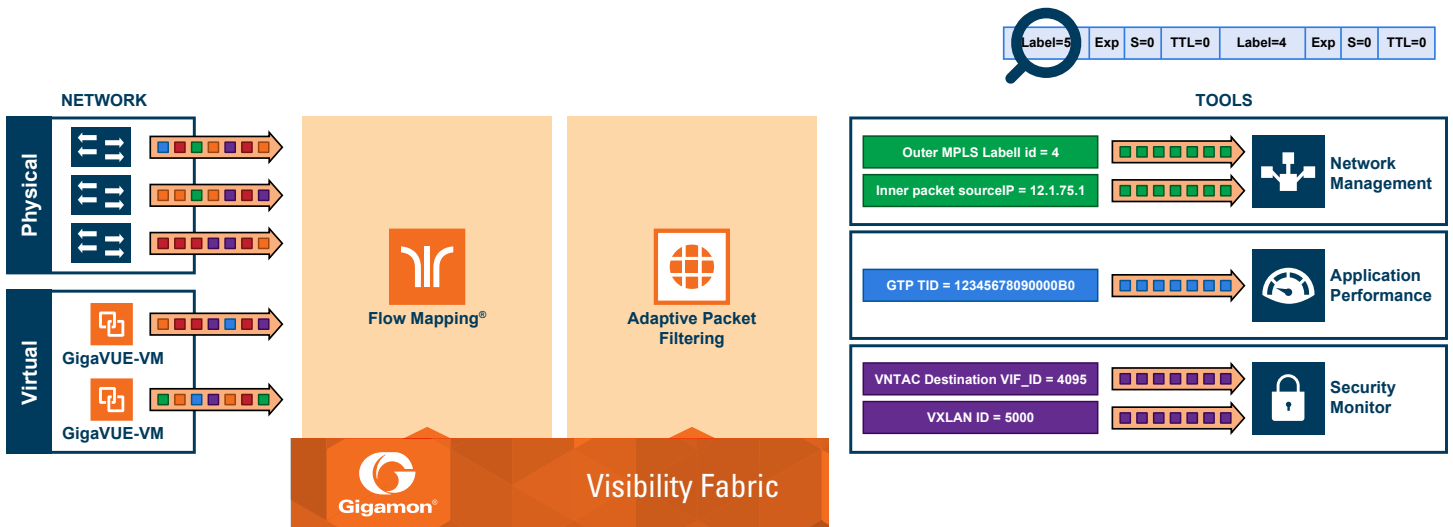 Label=5 Exp S=0 TTL=0 Label=4 Exp S=0 TTL=0
NETWORK
TOOLS
Physical
Virtual
GigaVUE-VM
GigaVUE-VM
Flow Mapping®
Adaptive Packet
Filtering
Outer MPLS Labell id = 4
Inner packet sourceIP = 12.1.75.1
Network
Management
GTP TID = 12345678090000B0
Application
Performance
VNTAC Destination VIF_ID = 4095
VXLAN ID = 5000
Security
Monitor
Gigamon®
Visibility Fabric